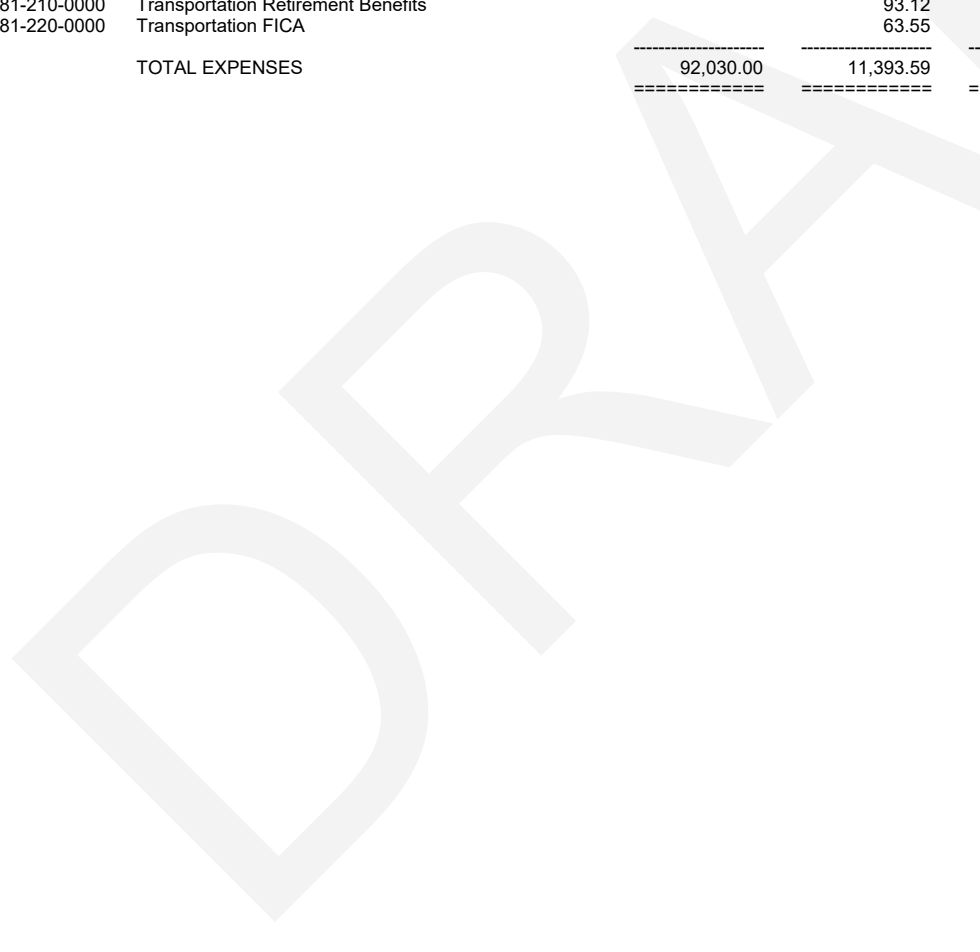 81-210-0000 Transportation Retirement Benefits 93.12
81-220-0000 Transportation FICA 63.55
---------------------- ---------------------- --
TOTAL EXPENSES 92,030.00 11,393.59
============ ============ =
DRA